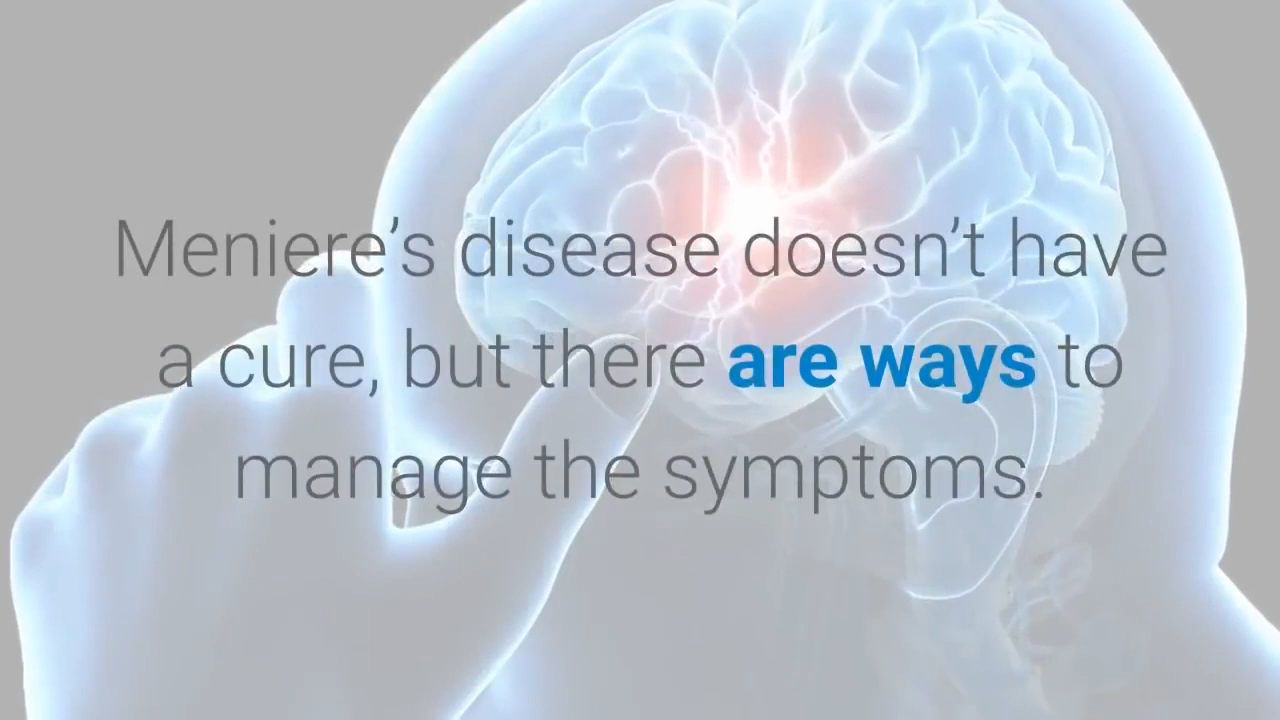 Meniere’s disease doesn’t have
a cure, but there are ways to
manage the symptoms.